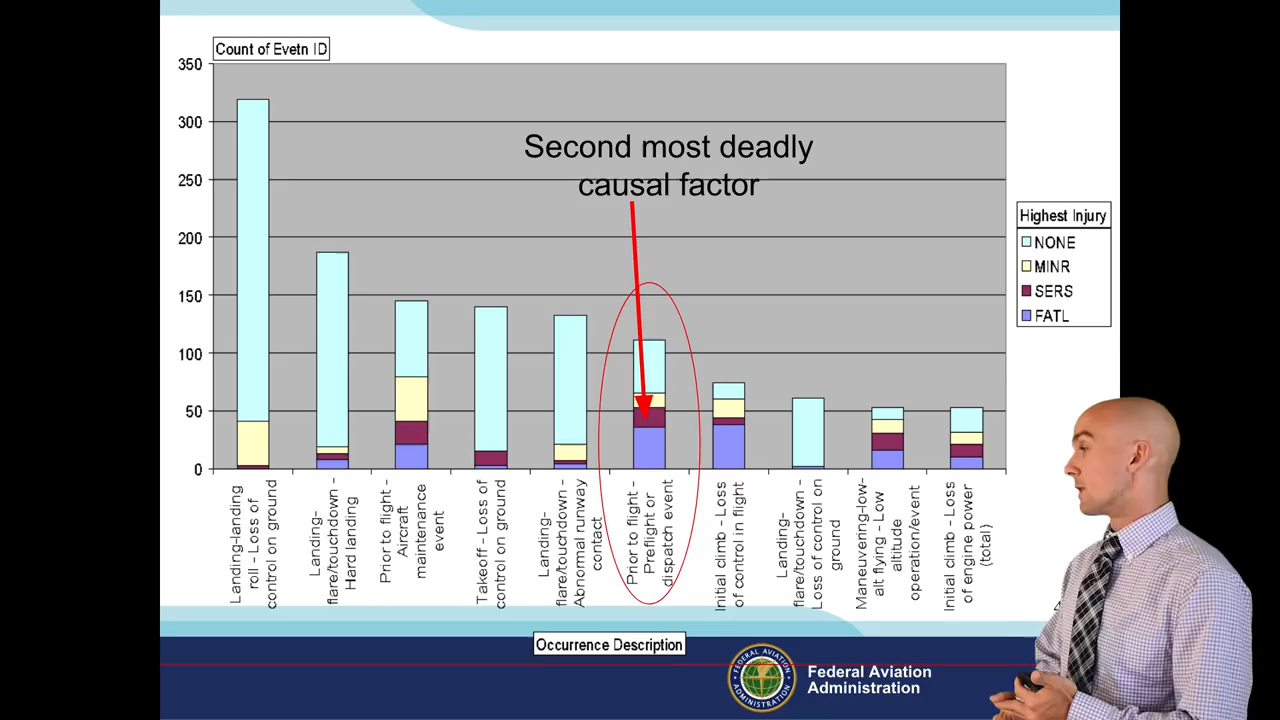 Count of Evetn ID
350
300
250
200
150
100
50
0
Second most deadly
causal factor
Highest Injury
NONE
MINR
SERS
FATL
Landing-landing
roll - Loss of
control on ground
Landing-
flare/touchdown -
Hard landing
Prior to flight -
Aircraft
maintenance
event
Takeoff - Loss of
control on ground
Landing-
flare/touchdown -
Abnormal runway
contact
Prior to flight -
Preflight or
dispatch event
Initial climb - Loss
of control in flight
Landing-
flare/touchdown -
Loss of control on
ground
Maneuvering-low-
alt flying - Low
altitude
operation/event
Initial climb - Loss
of engine power
(total)
Occurrence Description
FEDERAL AVIATION
ADMINISTRATION
Federal Aviation
Administration